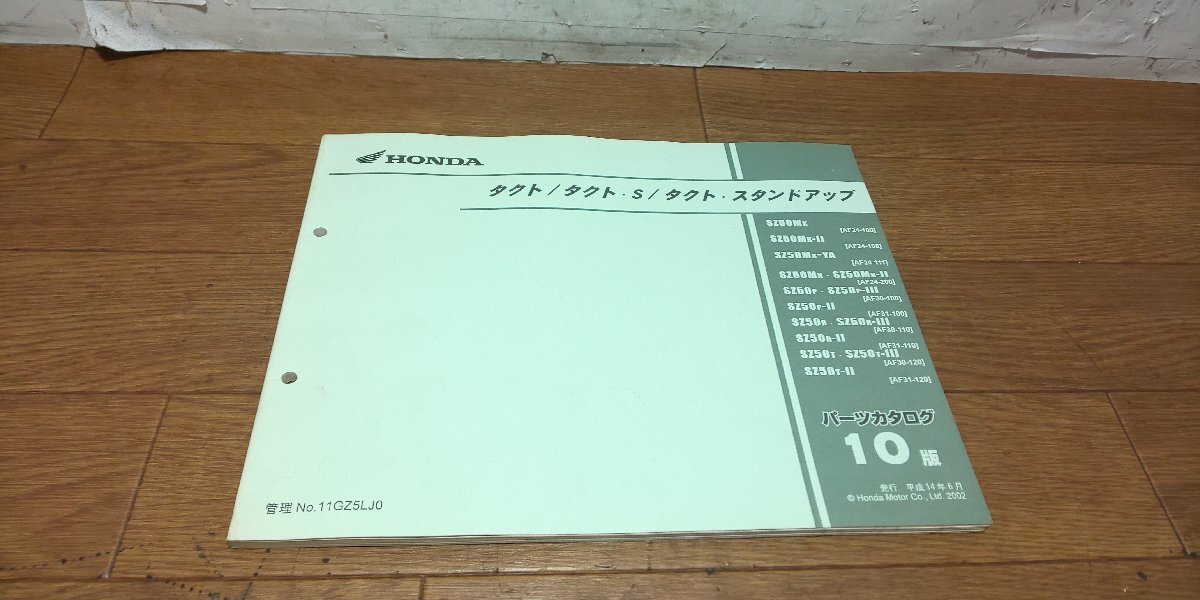 HONDA
タクト / タクト・S / タクト・スタンドアップ
SZ50MK
[AF24-100]
SZ50MK-II
[AF24-108]
SZ50MK-YA
[AF24-111]
SZ50MN・SZ50MN-II
[AF24-200]
SZ50P・SZ50P-III
[AF30-100]
SZ50P-II
[AF31-100]
SZ50R・SZ50R-III
[AF30-110]
SZ50R-II
[AF31-110]
SZ50T・SZ50T-III
[AF30-120]
SZ50T-II
[AF31-120]
パーツカタログ
10 版
発行 平成14年6月
© Honda Motor Co., Ltd. 2002
管理 No.11GZ5LJ0